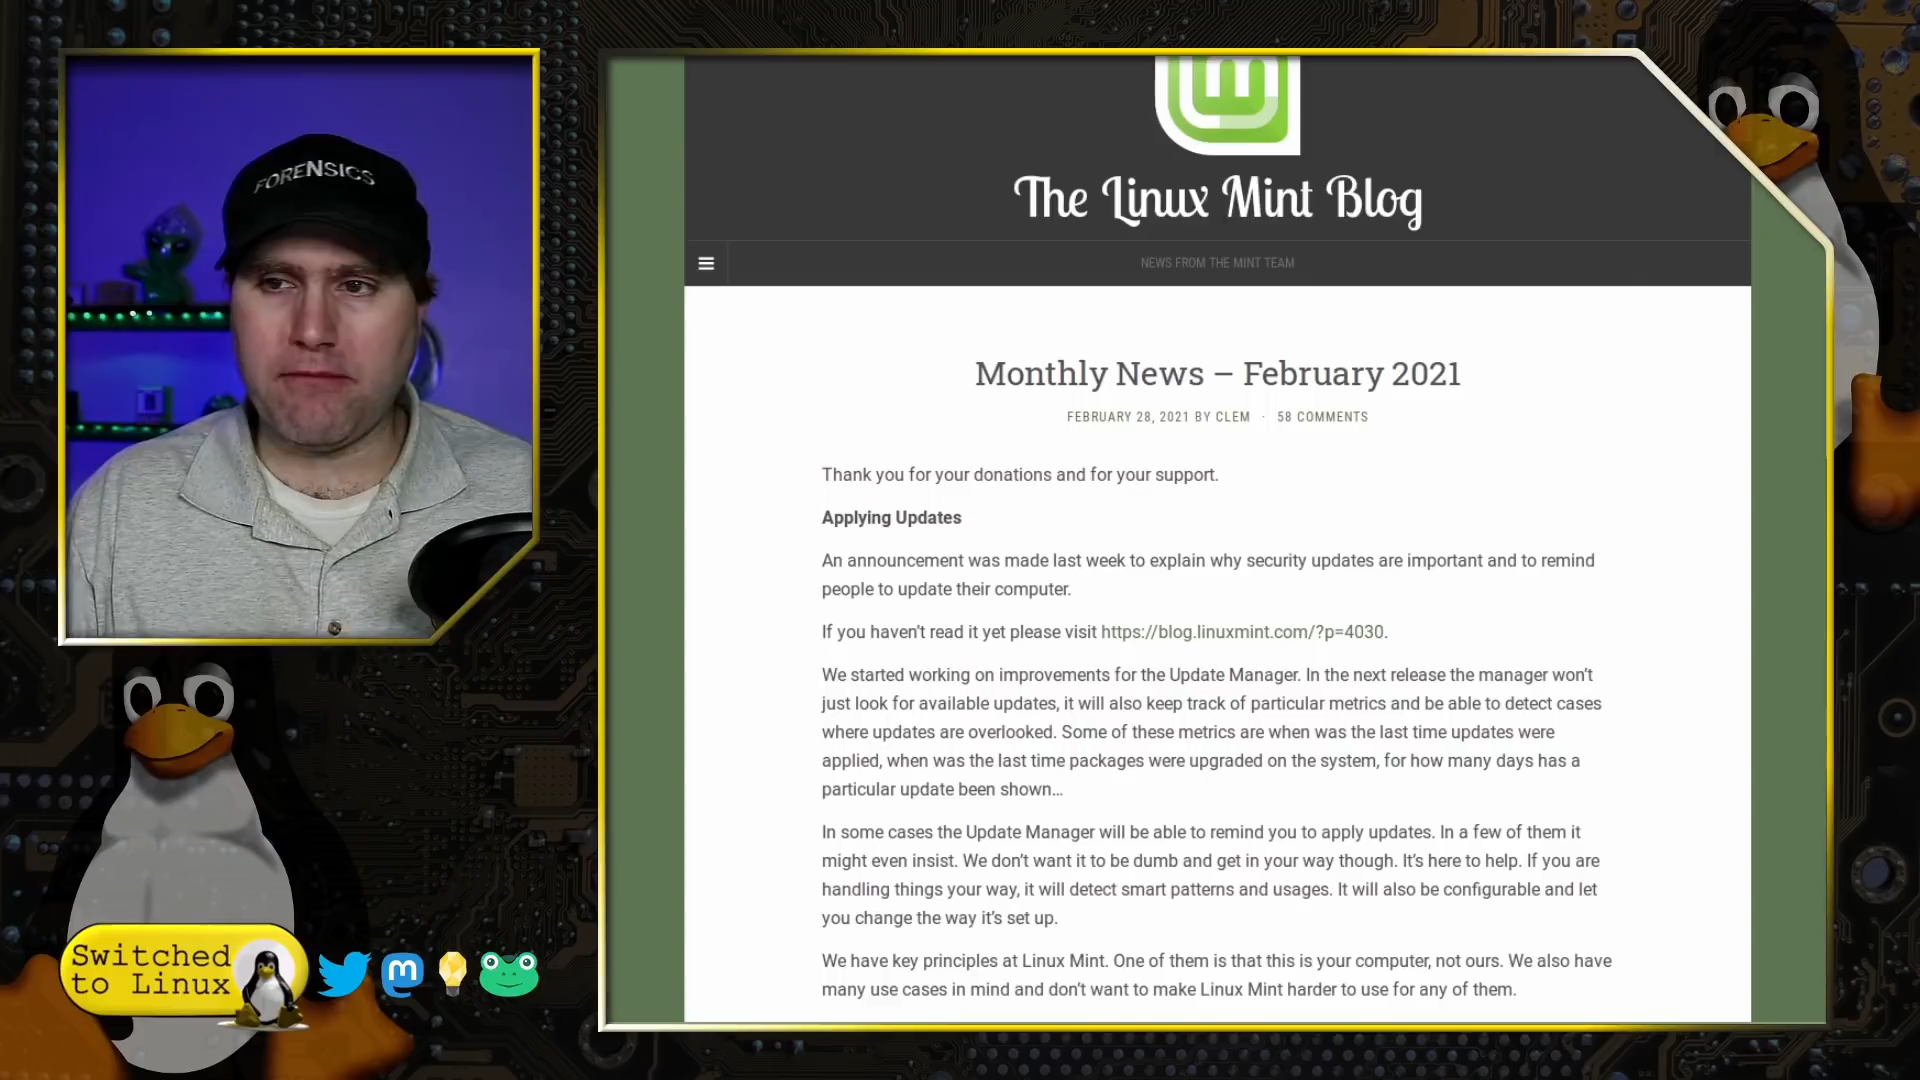 FORENSICS
The Linux Mint Blog
NEWS FROM THE MINT TEAM
Monthly News – February 2021
FEBRUARY 28, 2021 BY CLEM · 58 COMMENTS
Thank you for your donations and for your support.
Applying Updates
An announcement was made last week to explain why security updates are important and to remind
people to update their computer.
If you haven't read it yet please visit https://blog.linuxmint.com/?p=4030.
We started working on improvements for the Update Manager. In the next release the manager won't
just look for available updates, it will also keep track of particular metrics and be able to detect cases
where updates are overlooked. Some of these metrics are when was the last time updates were
applied, when was the last time packages were upgraded on the system, for how many days has a
particular update been shown…
In some cases the Update Manager will be able to remind you to apply updates. In a few of them it
might even insist. We don't want it to be dumb and get in your way though. It's here to help. If you are
handling things your way, it will detect smart patterns and usages. It will also be configurable and let
you change the way it's set up.
We have key principles at Linux Mint. One of them is that this is your computer, not ours. We also have
many use cases in mind and don't want to make Linux Mint harder to use for any of them.
Switched
to Linux
m